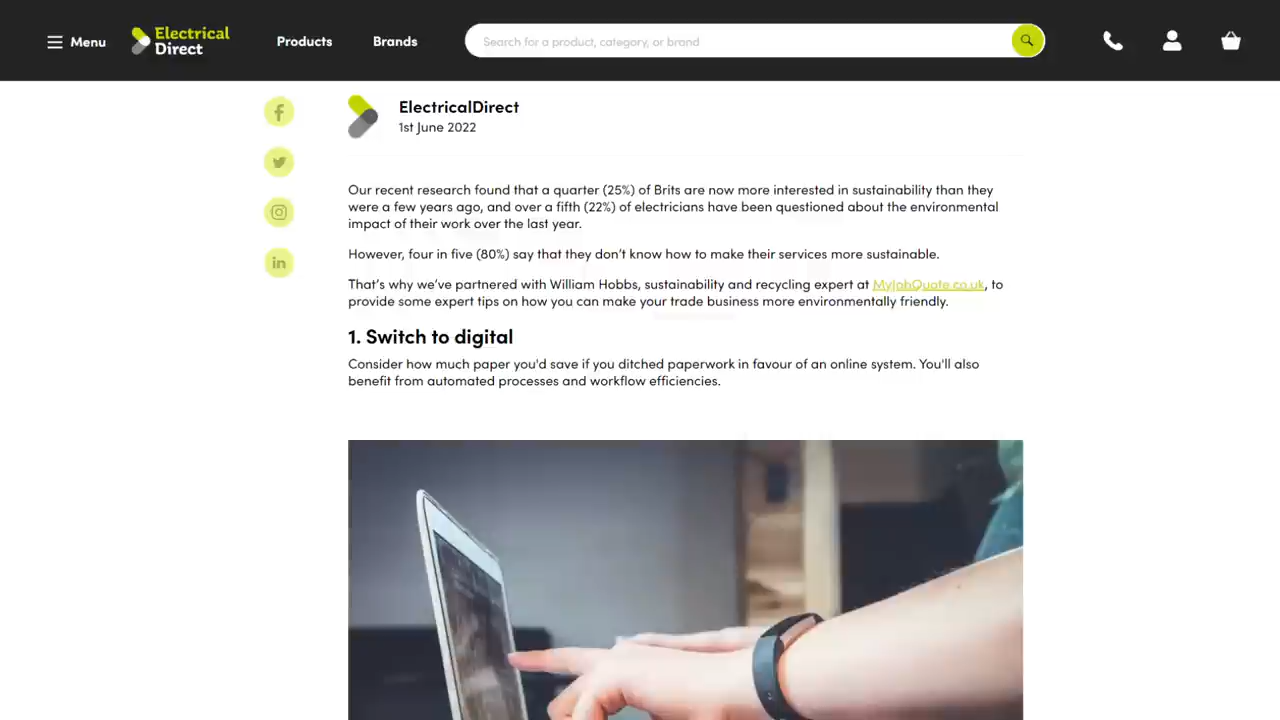 Menu
Electrical
Direct
Products
Brands
Search for a product, category, or brand
ElectricalDirect
1st June 2022
Our recent research found that a quarter (25%) of Brits are now more interested in sustainability than they
were a few years ago, and over a fifth (22%) of electricians have been questioned about the environmental
impact of their work over the last year.
However, four in five (80%) say that they don’t know how to make their services more sustainable.
That’s why we’ve partnered with William Hobbs, sustainability and recycling expert at MyJobQuote.co.uk, to
provide some expert tips on how you can make your trade business more environmentally friendly.
1. Switch to digital
Consider how much paper you'd save if you ditched paperwork in favour of an online system. You'll also
benefit from automated processes and workflow efficiencies.